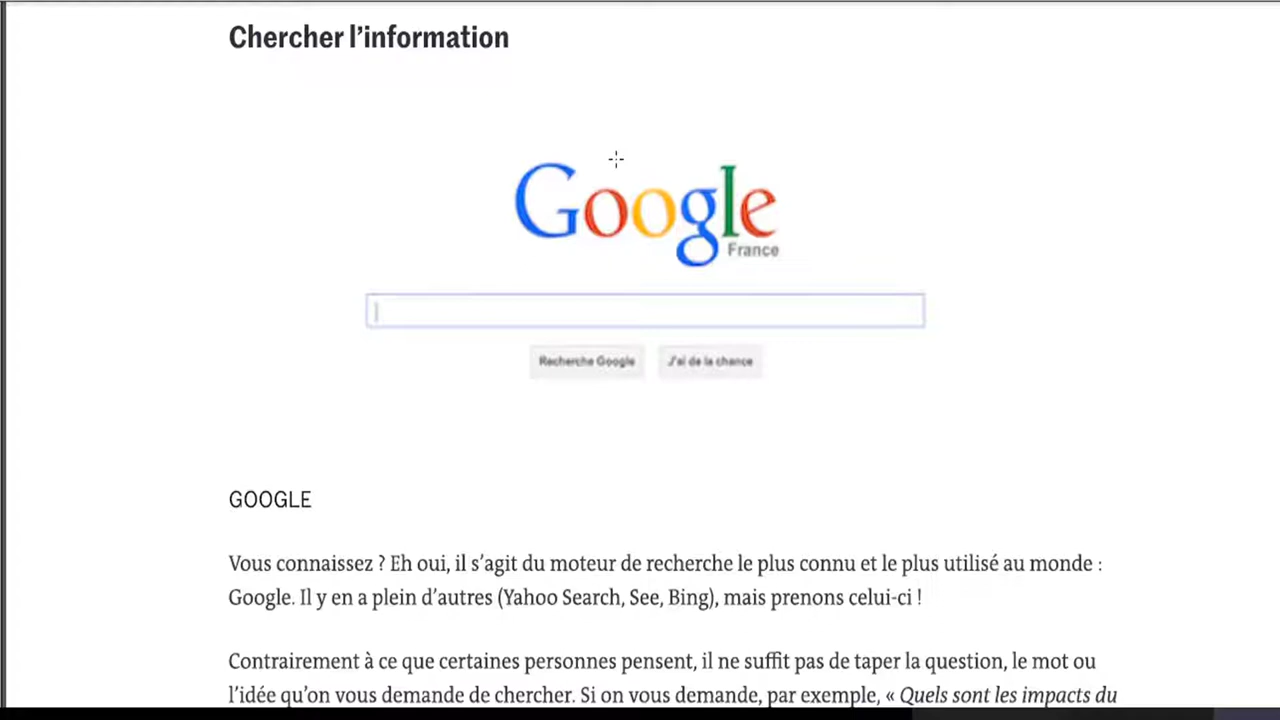 Chercher l’information
Google
France
Recherche Google
J'ai de la chance
GOOGLE
Vous connaissez ? Eh oui, il s’agit du moteur de recherche le plus connu et le plus utilisé au monde :
Google. Il y en a plein d’autres (Yahoo Search, See, Bing), mais prenons celui-ci !
Contrairement à ce que certaines personnes pensent, il ne suffit pas de taper la question, le mot ou
l’idée qu’on vous demande de chercher. Si on vous demande, par exemple, « Quels sont les impacts du